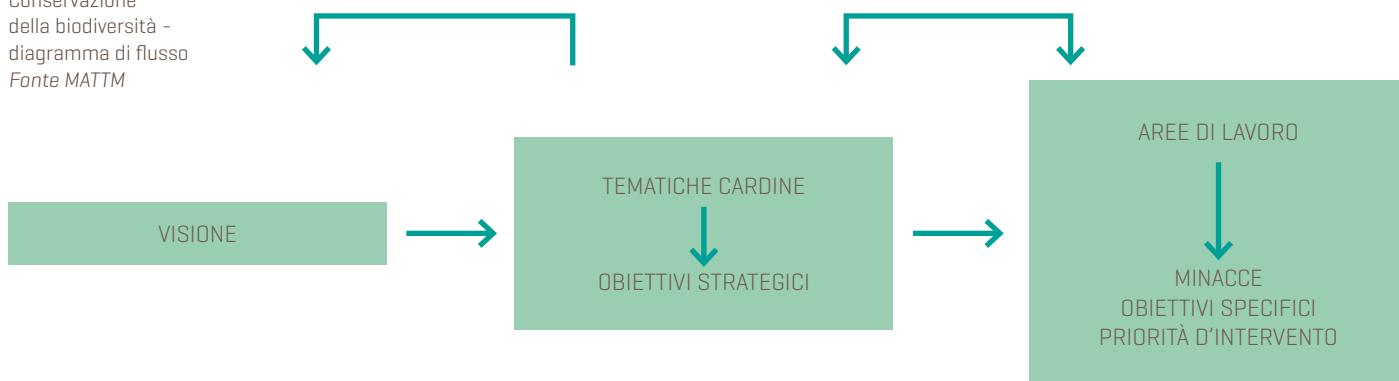 Conservazione
della biodiversità -
diagramma di flusso
Fonte MATTM
VISIONE
TEMATICHE CARDINE
OBIETTIVI STRATEGICI
AREE DI LAVORO
MINACCE
OBIETTIVI SPECIFICI
PRIORITÀ D'INTERVENTO